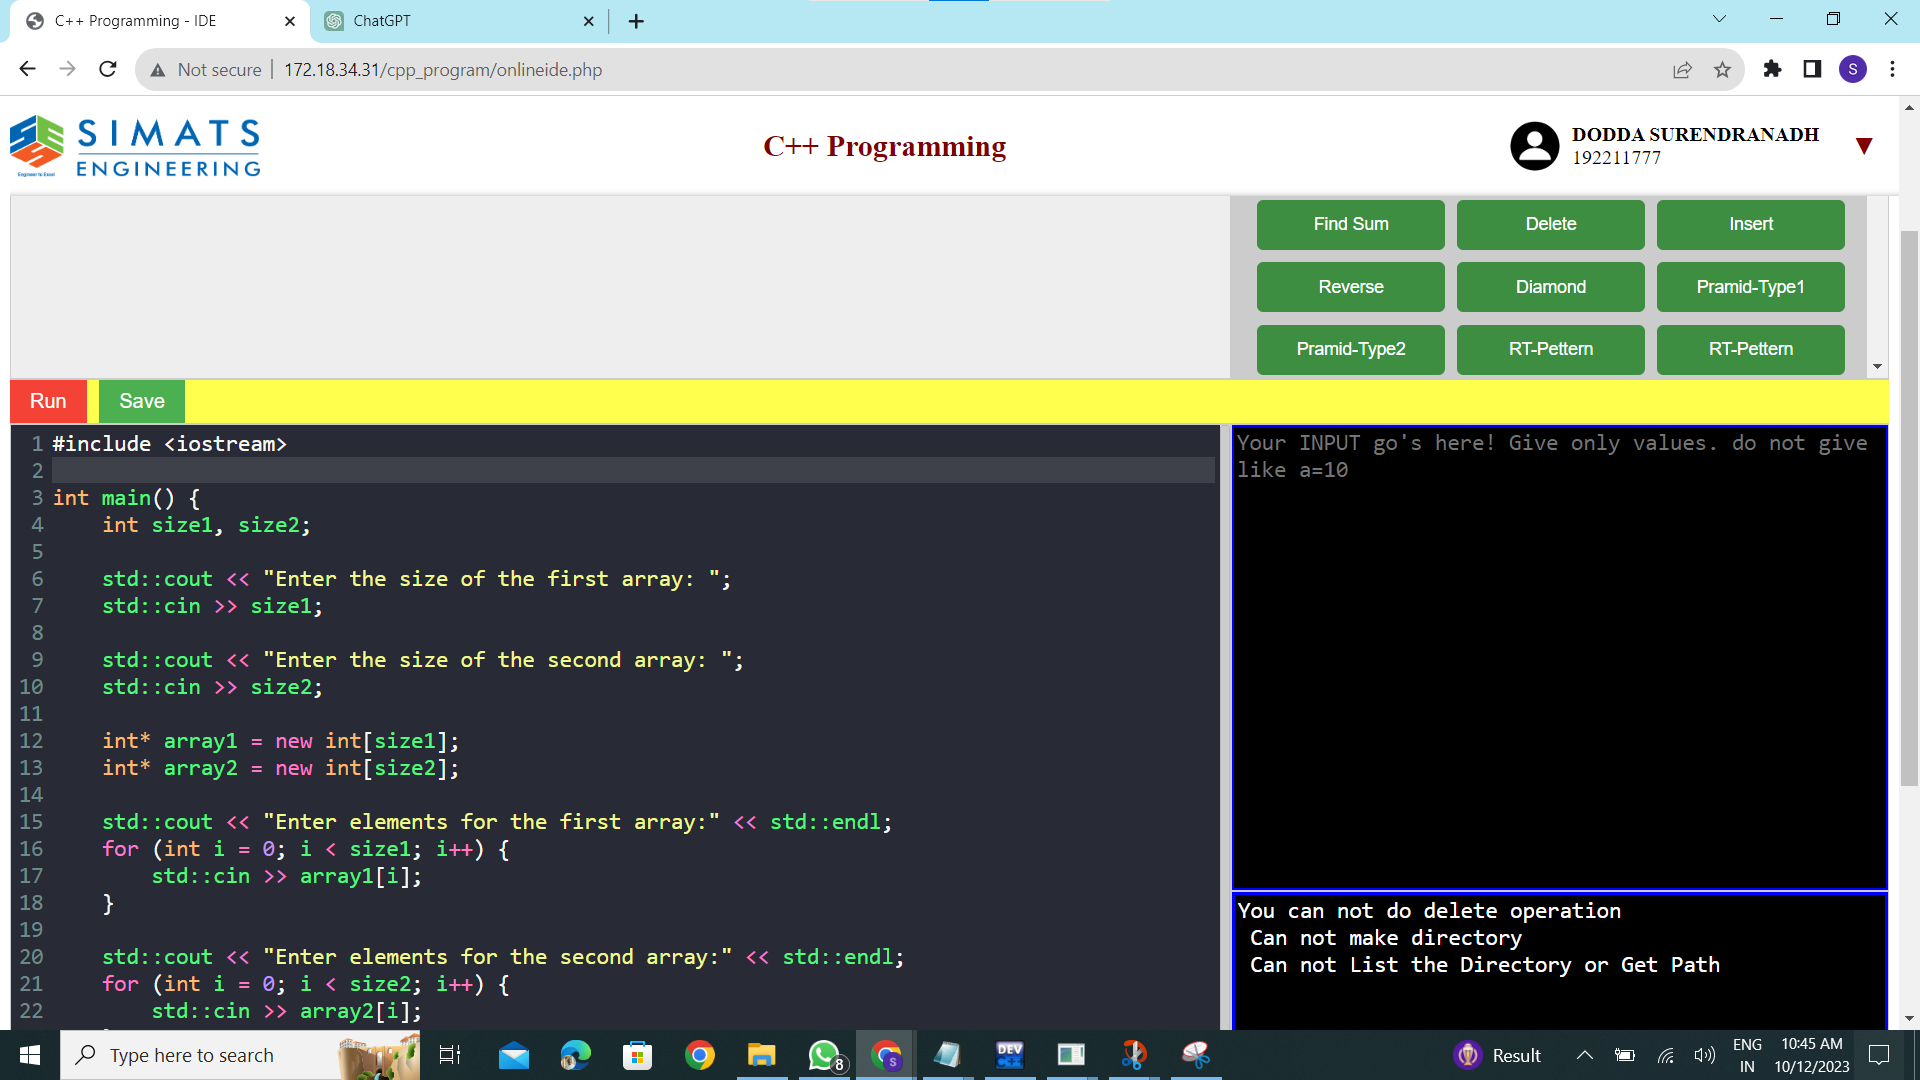 C++ Programming - IDE
ChatGPT
Not secure
172.18.34.31/cpp_program/onlineide.php
S
SIMATS
ENGINEERING
Engineer to Excel
C++ Programming
DODDA SURENDRANADH
192211777
Find Sum
Delete
Insert
Reverse
Diamond
Pramid-Type1
Pramid-Type2
RT-Pettern
RT-Pettern
Run
Save
1 #include <iostream>
2
3 int main() {
4     int size1, size2;
5
6     std::cout << "Enter the size of the first array: ";
7     std::cin >> size1;
8
9     std::cout << "Enter the size of the second array: ";
10     std::cin >> size2;
11
12     int* array1 = new int[size1];
13     int* array2 = new int[size2];
14
15     std::cout << "Enter elements for the first array:" << std::endl;
16     for (int i = 0; i < size1; i++) {
17         std::cin >> array1[i];
18     }
19
20     std::cout << "Enter elements for the second array:" << std::endl;
21     for (int i = 0; i < size2; i++) {
22         std::cin >> array2[i];
Your INPUT go's here! Give only values. do not give
like a=10
You can not do delete operation
Can not make directory
Can not List the Directory or Get Path
Type here to search
8
S
DEV
C++
Result
ENG
IN
10:45 AM
10/12/2023